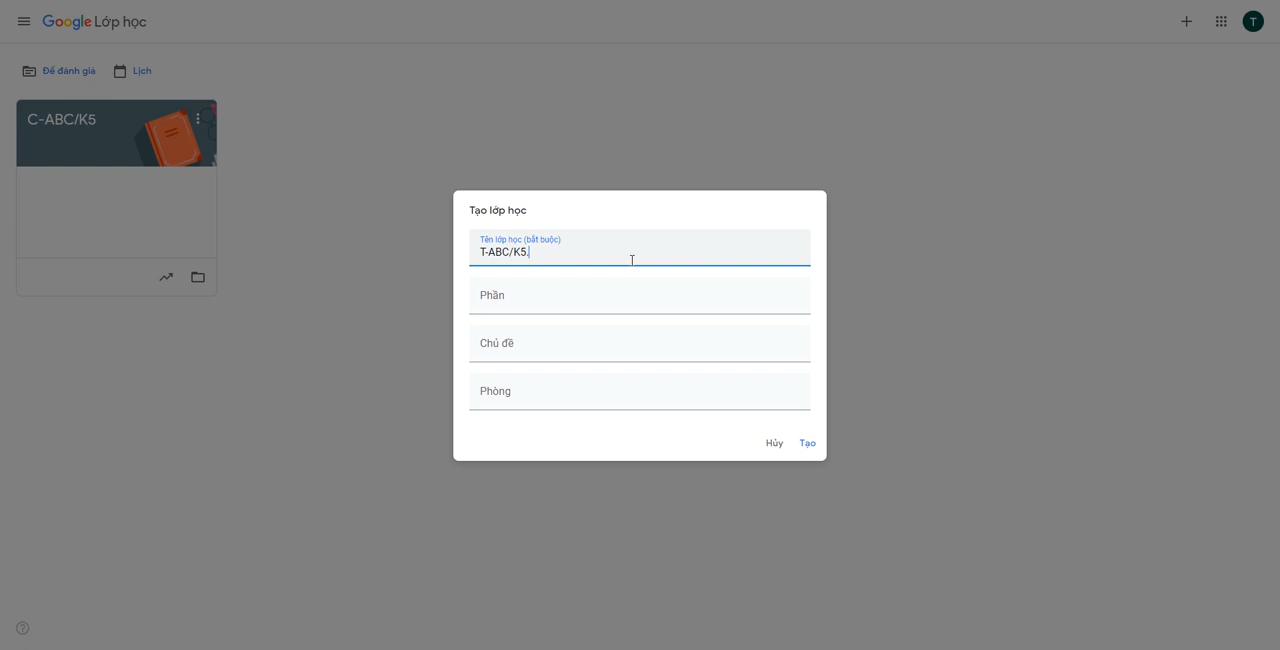 Google Lớp học
T
Để đánh giá
Lịch
C-ABC/K5
Tạo lớp học
Tên lớp học (bắt buộc)
T-ABC/K5.
Phần
Chủ đề
Phòng
Hủy
Tạo